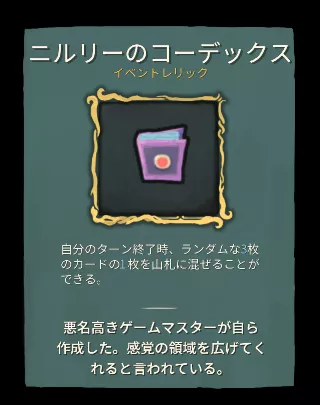 ニルリーのコーデックス
イベントレリック
自分のターン終了時、ランダムな3枚
のカードの1枚を山札に混ぜることが
できる。
悪名高きゲームマスターが自ら
作成した。感覚の領域を広げてく
れると言われている。